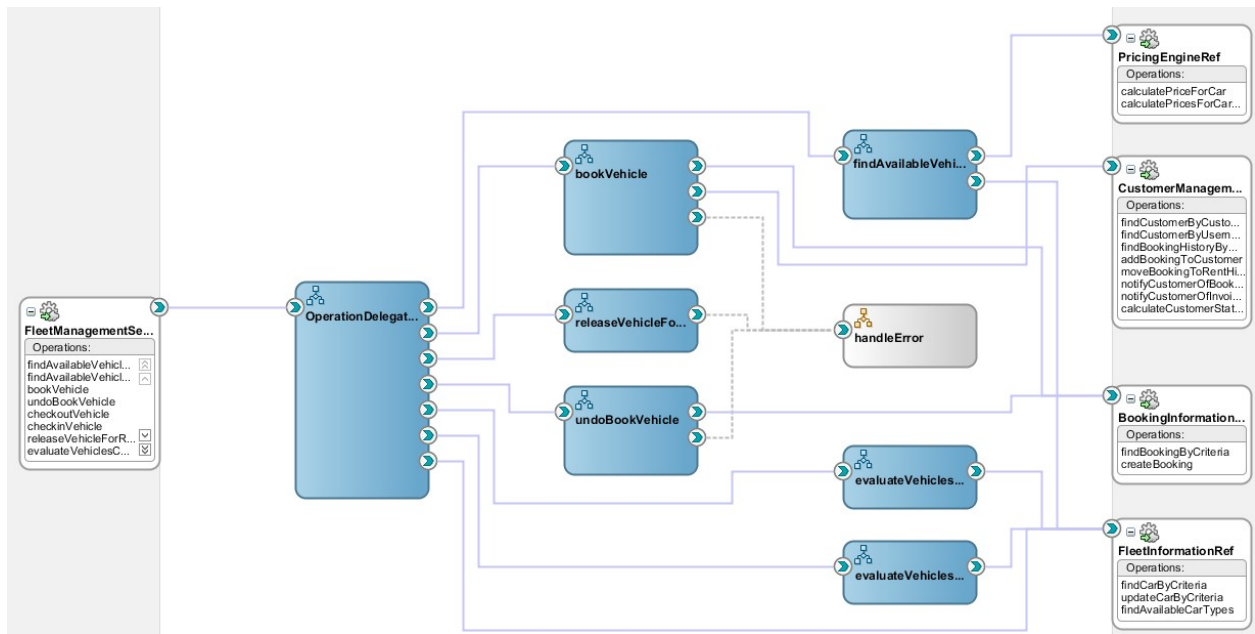 FleetManagementSe...
Operations:
findAvailableVehicl...
findAvailableVehicl...
bookVehicle
undoBookVehicle
checkoutVehicle
checkinVehicle
releaseVehicleForR...
evaluateVehiclesC...
OperationDelegat...
bookVehicle
releaseVehicleFo...
undoBookVehicle
findAvailableVehi...
handleError
evaluateVehicles...
evaluateVehicles...
PricingEngineRef
Operations:
calculatePriceForCar
calculatePricesForCar...
CustomerManagem...
Operations:
findCustomerByCusto...
findCustomerByUsern...
findBookingHistoryBy...
addBookingToCustomer
moveBookingToRentHi...
notifyCustomerOfBook...
notifyCustomerOfInvoi...
calculateCustomerStat...
BookingInformation...
Operations:
findBookingByCriteria
createBooking
FleetInformationRef
Operations:
findCarByCriteria
updateCarByCriteria
findAvailableCarTypes